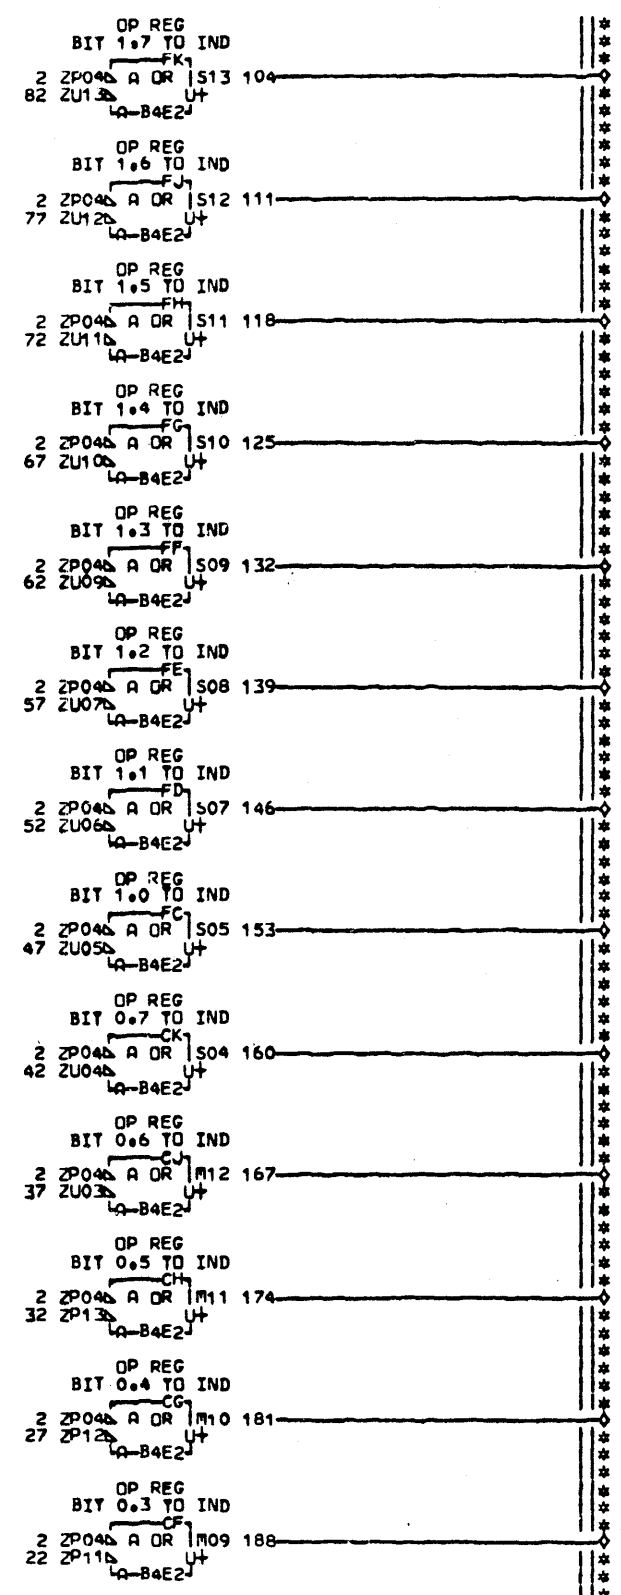 OP REG
BIT 1.7 TO IND
FK
2 ZP04 A OR S13 104
82 ZU13 U+
A-B4E2
OP REG
BIT 1.6 TO IND
FJ
2 ZP04 A OR S12 111
77 ZU12 U+
A-B4E2
OP REG
BIT 1.5 TO IND
FH
2 ZP04 A OR S11 118
72 ZU11 U+
A-B4E2
OP REG
BIT 1.4 TO IND
FG
2 ZP04 A OR S10 125
67 ZU10 U+
A-B4E2
OP REG
BIT 1.3 TO IND
FF
2 ZP04 A OR S09 132
62 ZU09 U+
A-B4E2
OP REG
BIT 1.2 TO IND
FE
2 ZP04 A OR S08 139
57 ZU07 U+
A-B4E2
OP REG
BIT 1.1 TO IND
FD
2 ZP04 A OR S07 146
52 ZU06 U+
A-B4E2
OP REG
BIT 1.0 TO IND
FC
2 ZP04 A OR S05 153
47 ZU05 U+
A-B4E2
OP REG
BIT 0.7 TO IND
CK
2 ZP04 A OR S04 160
42 ZU04 U+
A-B4E2
OP REG
BIT 0.6 TO IND
CJ
2 ZP04 A OR M12 167
37 ZU03 U+
A-B4E2
OP REG
BIT 0.5 TO IND
CH
2 ZP04 A OR M11 174
32 ZP13 U+
A-B4E2
OP REG
BIT 0.4 TO IND
CG
2 ZP04 A OR M10 181
27 ZP12 U+
A-B4E2
OP REG
BIT 0.3 TO IND
CF
2 ZP04 A OR M09 188
22 ZP11 U+
A-B4E2